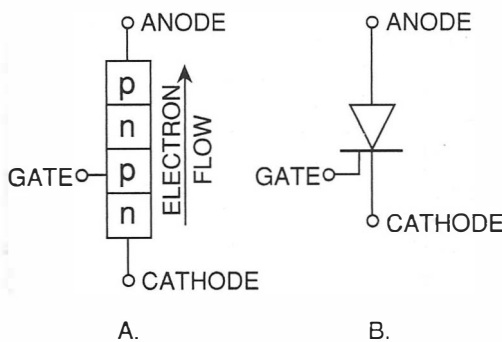 ANODE
p
n
p
n
GATE
ELECTRON
FLOW
CATHODE
A.
ANODE
GATE
CATHODE
B.